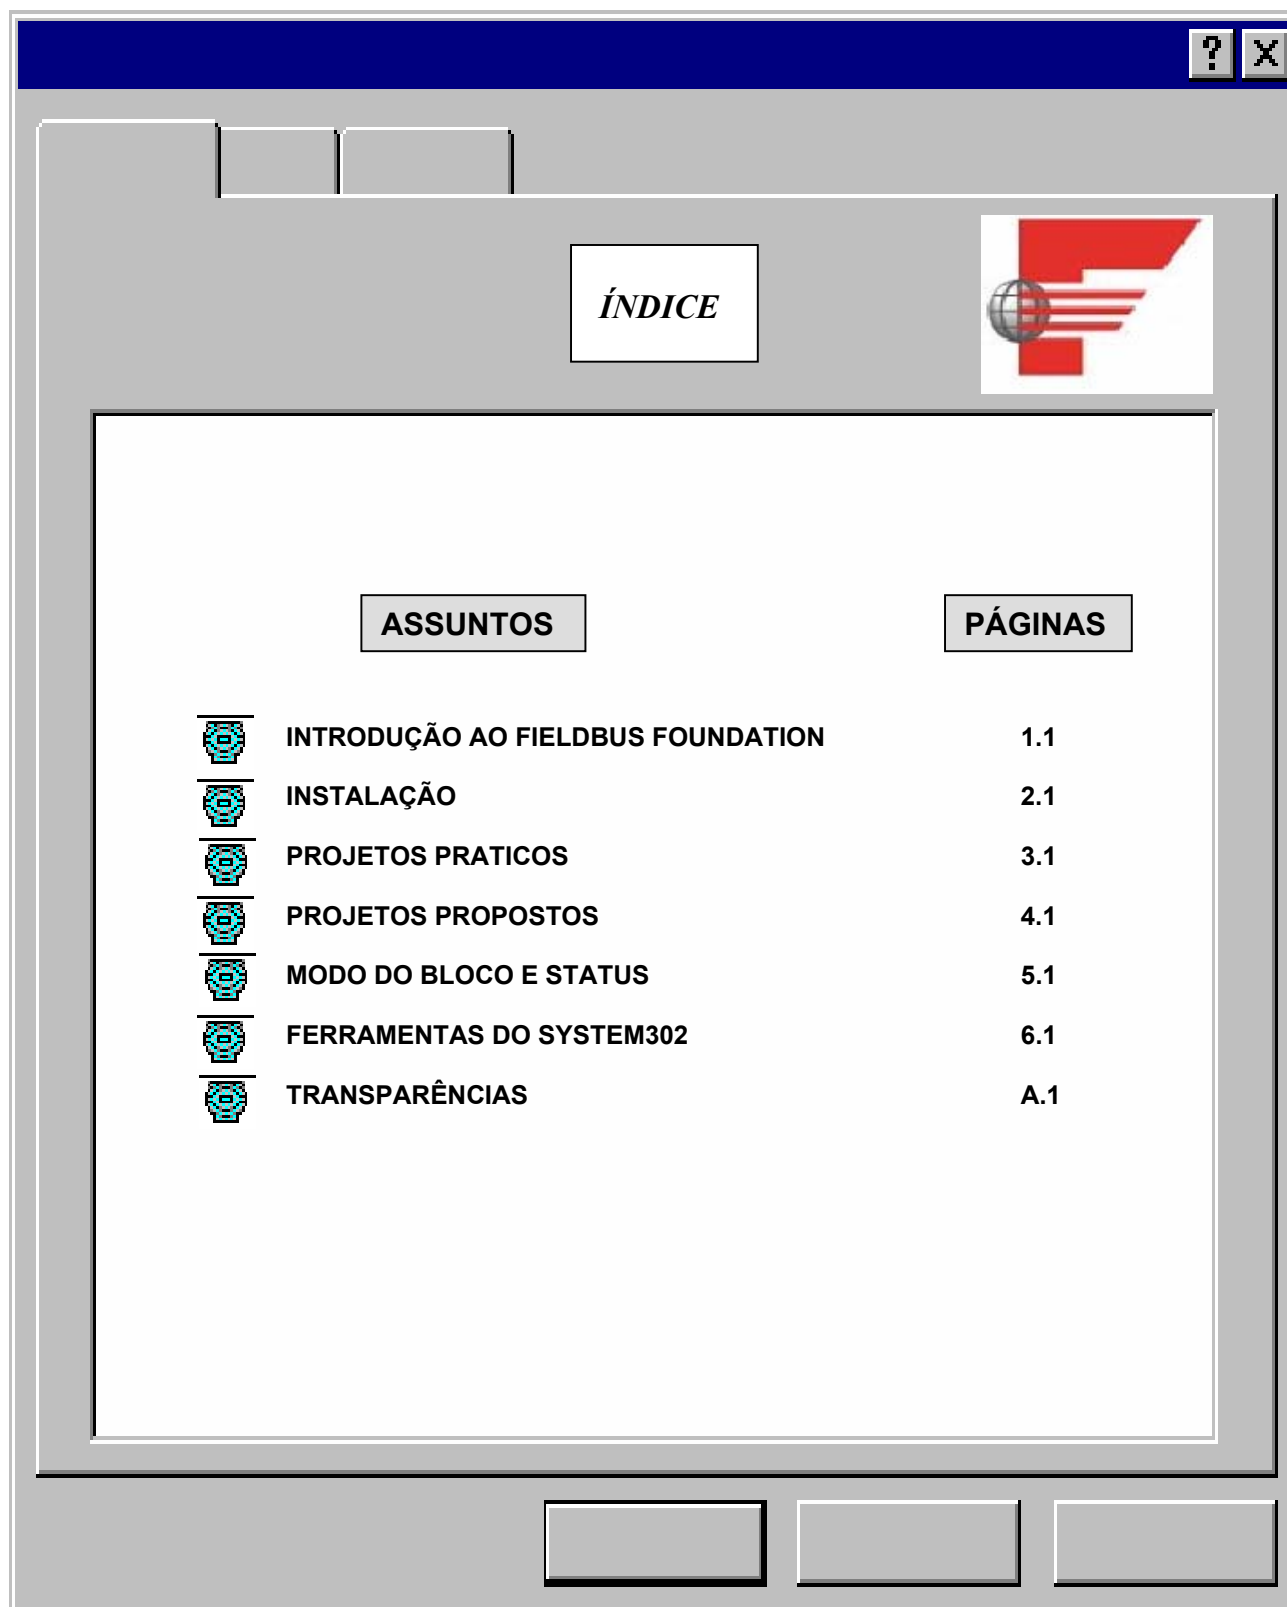 ? X
ÍNDICE
ASSUNTOS PÁGINAS
INTRODUÇÃO AO FIELDBUS FOUNDATION 1.1
INSTALAÇÃO 2.1
PROJETOS PRATICOS 3.1
PROJETOS PROPOSTOS 4.1
MODO DO BLOCO E STATUS 5.1
FERRAMENTAS DO SYSTEM302 6.1
TRANSPARÊNCIAS A.1